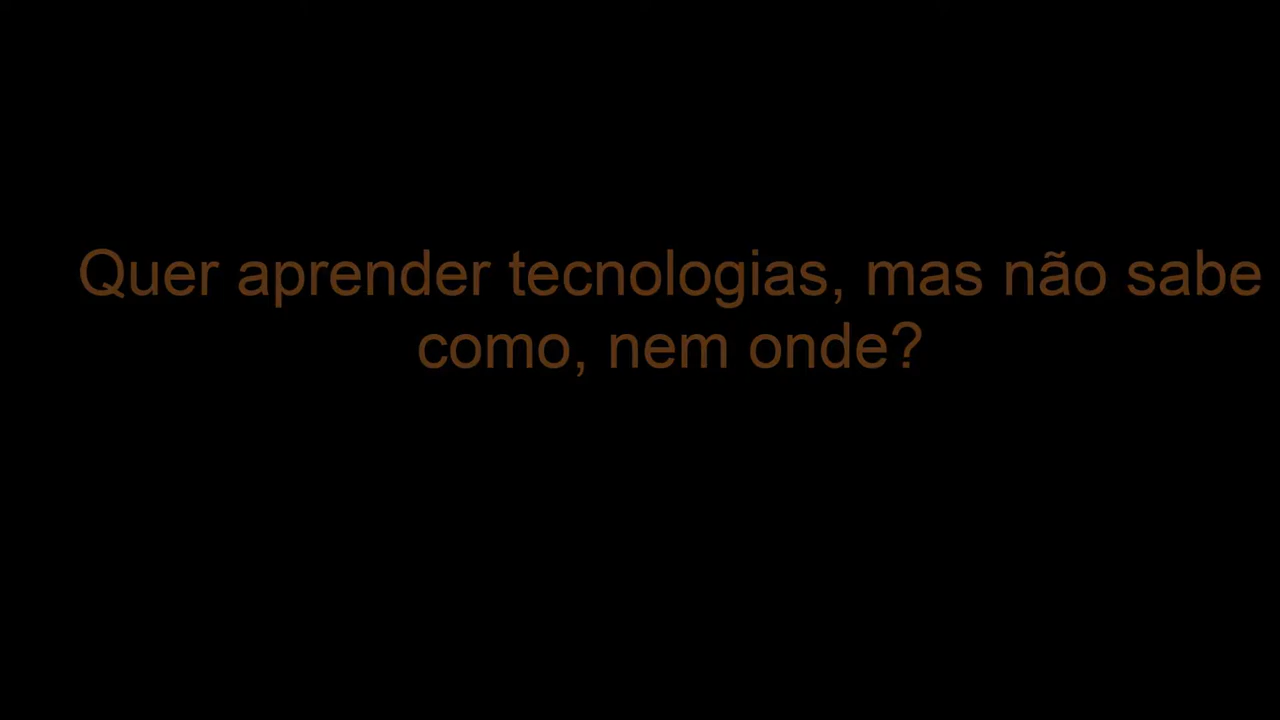 Quer aprender tecnologias, mas não sabe
como, nem onde?